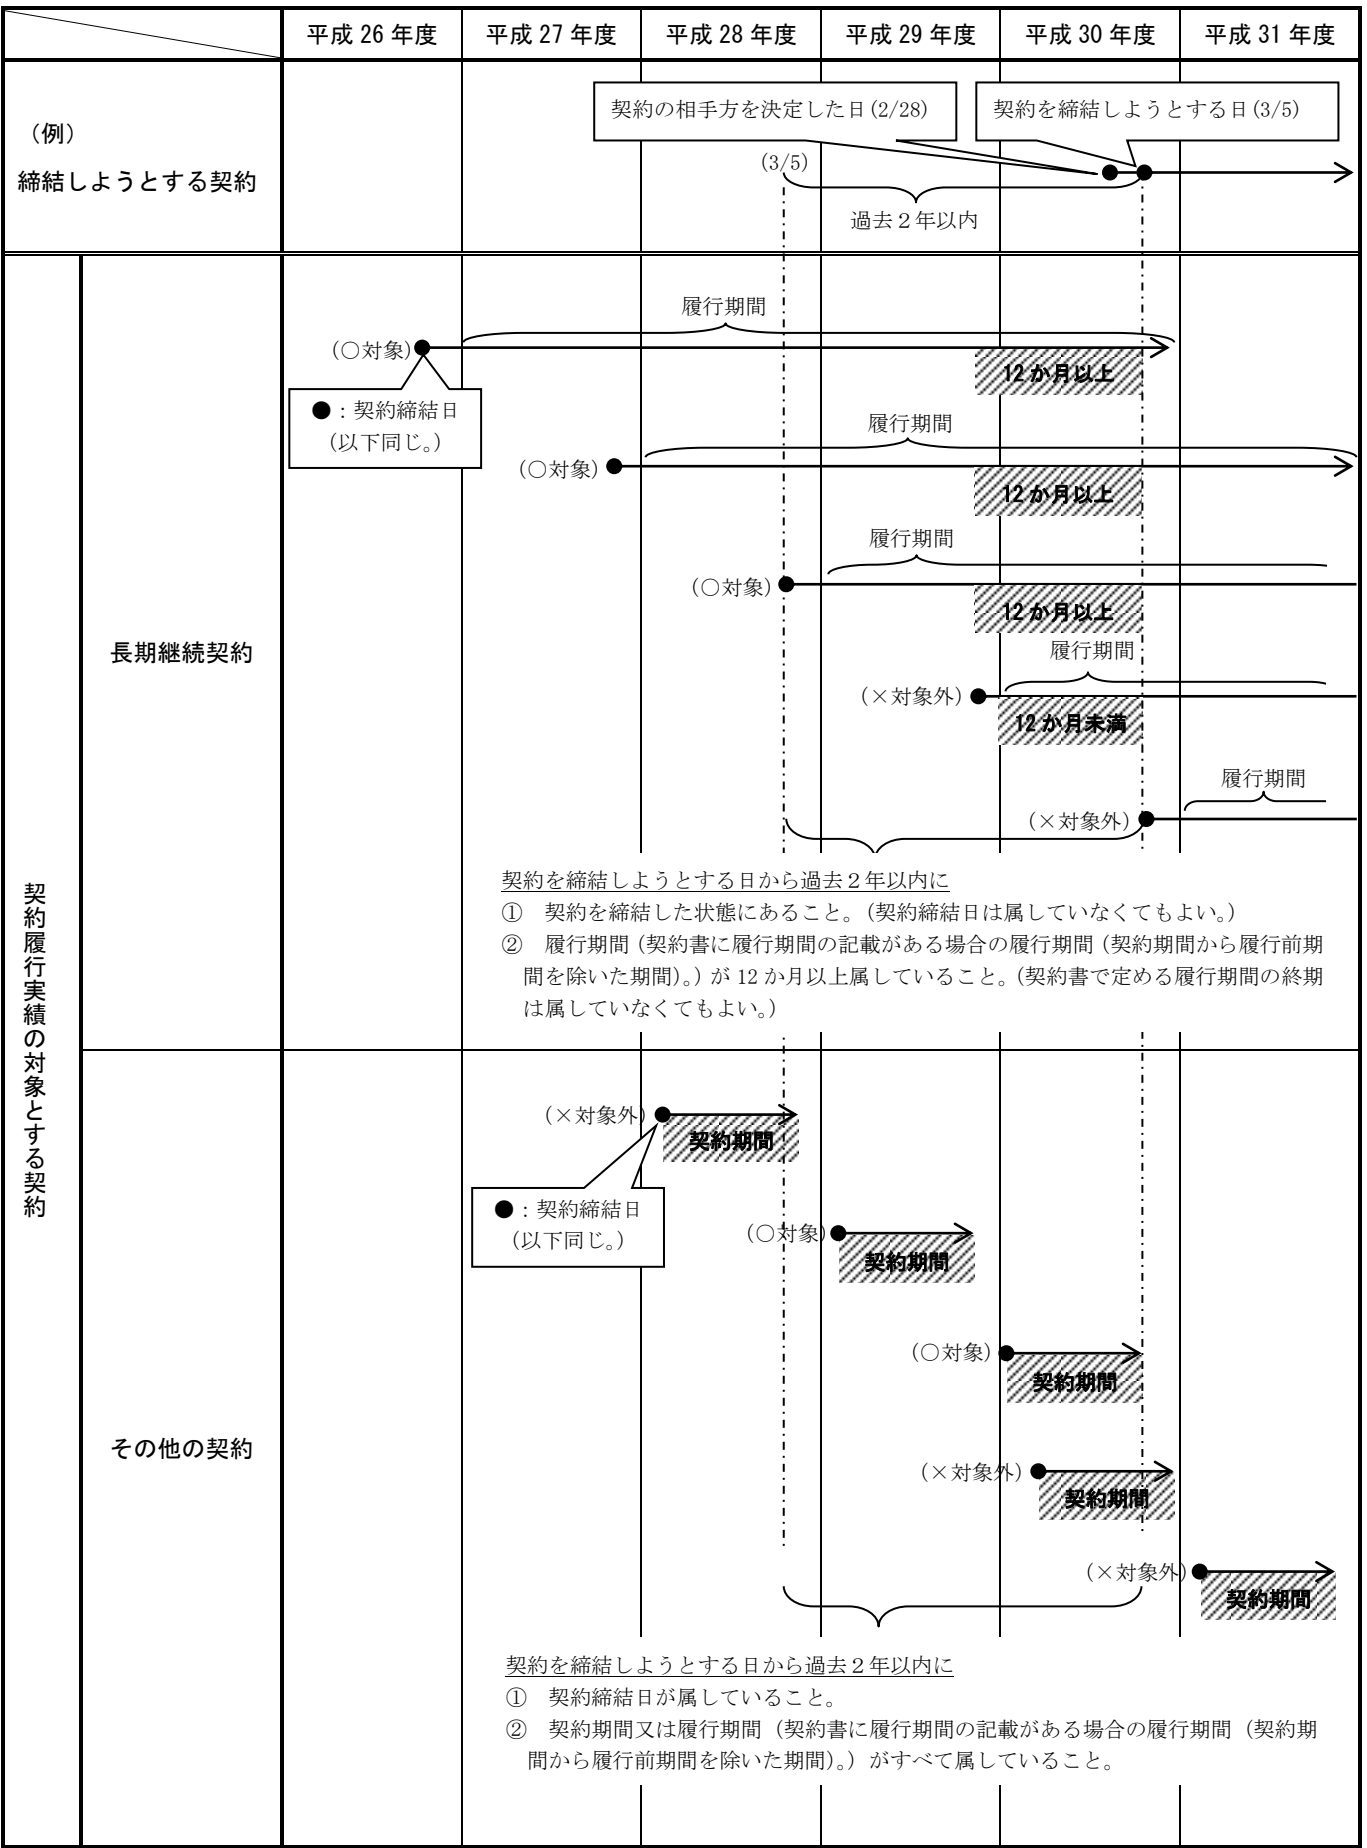 平成 26 年度
平成 27 年度
平成 28 年度
平成 29 年度
平成 30 年度
平成 31 年度
（例）
締結しようとする契約
契約の相手方を決定した日(2/28)
契約を締結しようとする日(3/5)
(3/5)
過去２年以内
契約履行実績の対象とする契約
長期継続契約
履行期間
（○対象）
12 か月以上
●：契約締結日
（以下同じ。）
履行期間
（○対象）
12 か月以上
履行期間
（○対象）
12 か月以上
履行期間
（×対象外）
12 か月未満
履行期間
（×対象外）
契約を締結しようとする日から過去２年以内に
①　契約を締結した状態にあること。（契約締結日は属していなくてもよい。）
②　履行期間（契約書に履行期間の記載がある場合の履行期間（契約期間から履行前期
間を除いた期間）。）が 12 か月以上属していること。（契約書で定める履行期間の終期
は属していなくてもよい。）
その他の契約
（×対象外）
契約期間
●：契約締結日
（以下同じ。）
（○対象）
契約期間
（○対象）
契約期間
（×対象外）
契約期間
（×対象外）
契約期間
契約を締結しようとする日から過去２年以内に
①　契約締結日が属していること。
②　契約期間又は履行期間（契約書に履行期間の記載がある場合の履行期間（契約期
間から履行前期間を除いた期間）。）がすべて属していること。